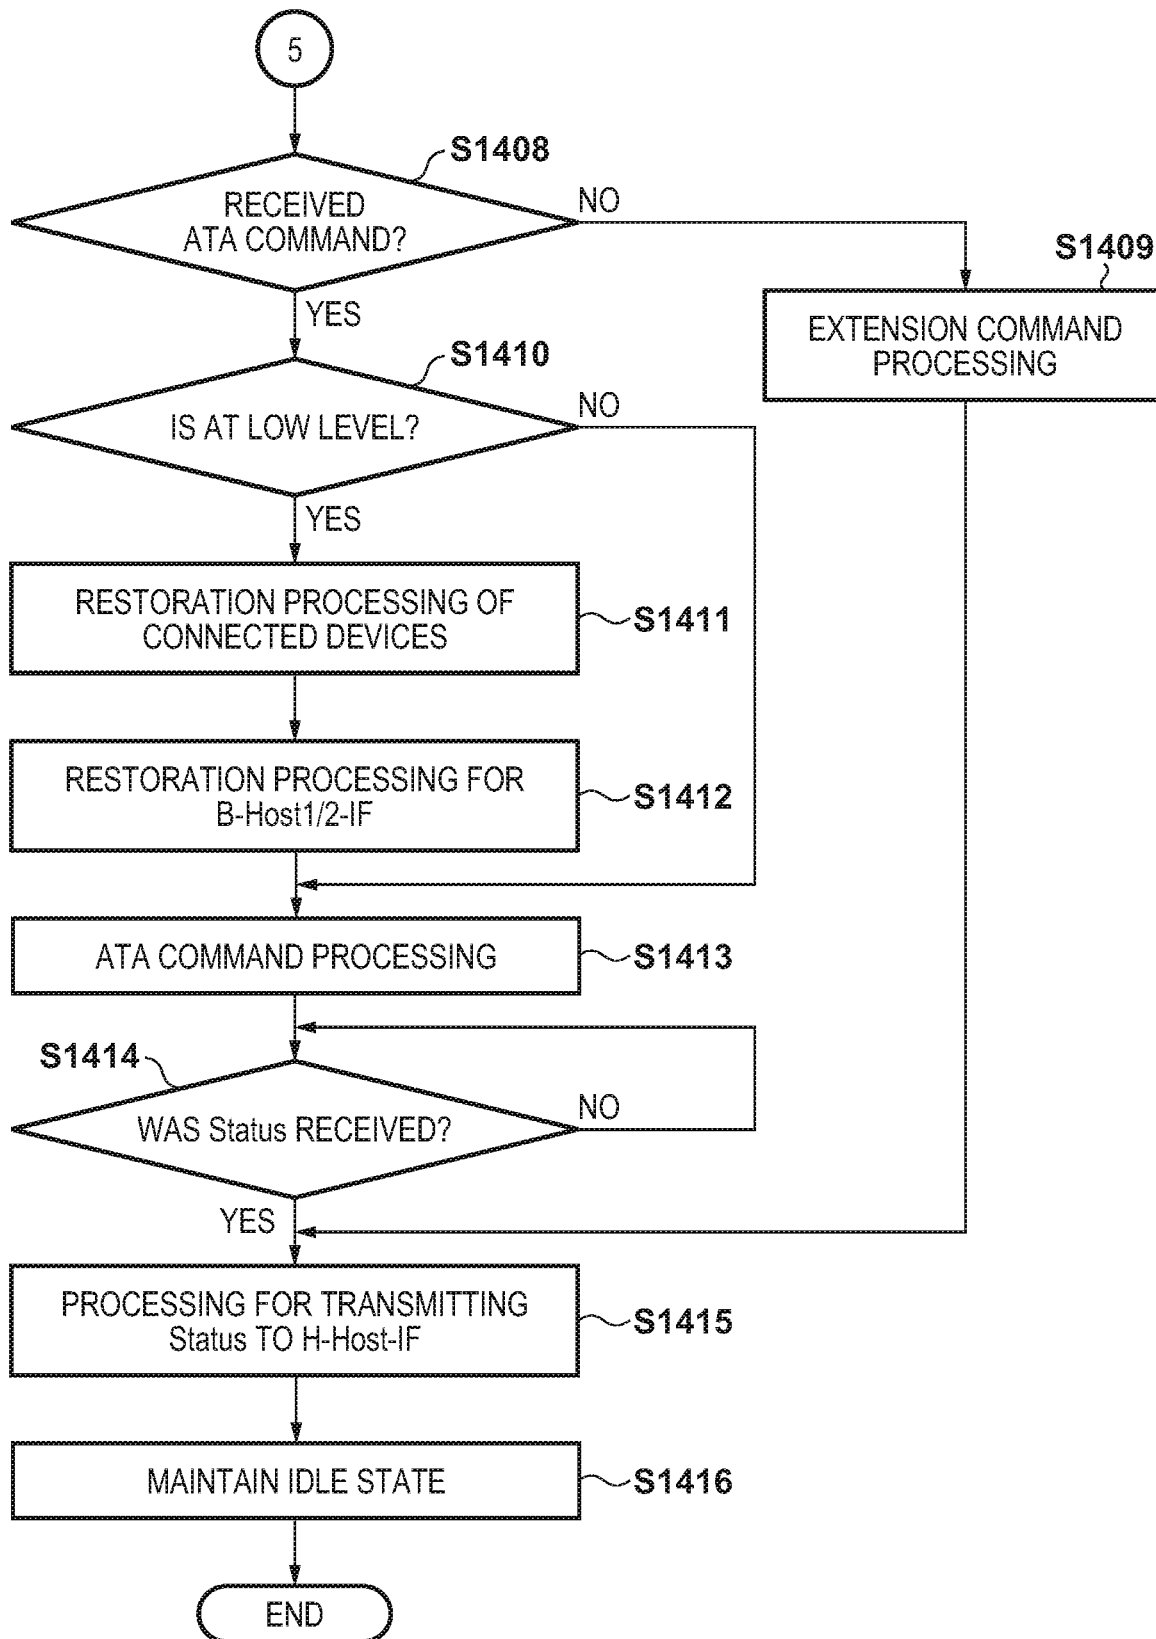 5
S1408
RECEIVED
ATA COMMAND?
NO
YES
S1409
EXTENSION COMMAND
PROCESSING
S1410
IS AT LOW LEVEL?
NO
YES
RESTORATION PROCESSING OF
CONNECTED DEVICES
S1411
RESTORATION PROCESSING FOR
B-Host1/2-IF
S1412
ATA COMMAND PROCESSING
S1413
S1414
WAS Status RECEIVED?
NO
YES
PROCESSING FOR TRANSMITTING
Status TO H-Host-IF
S1415
MAINTAIN IDLE STATE
S1416
END